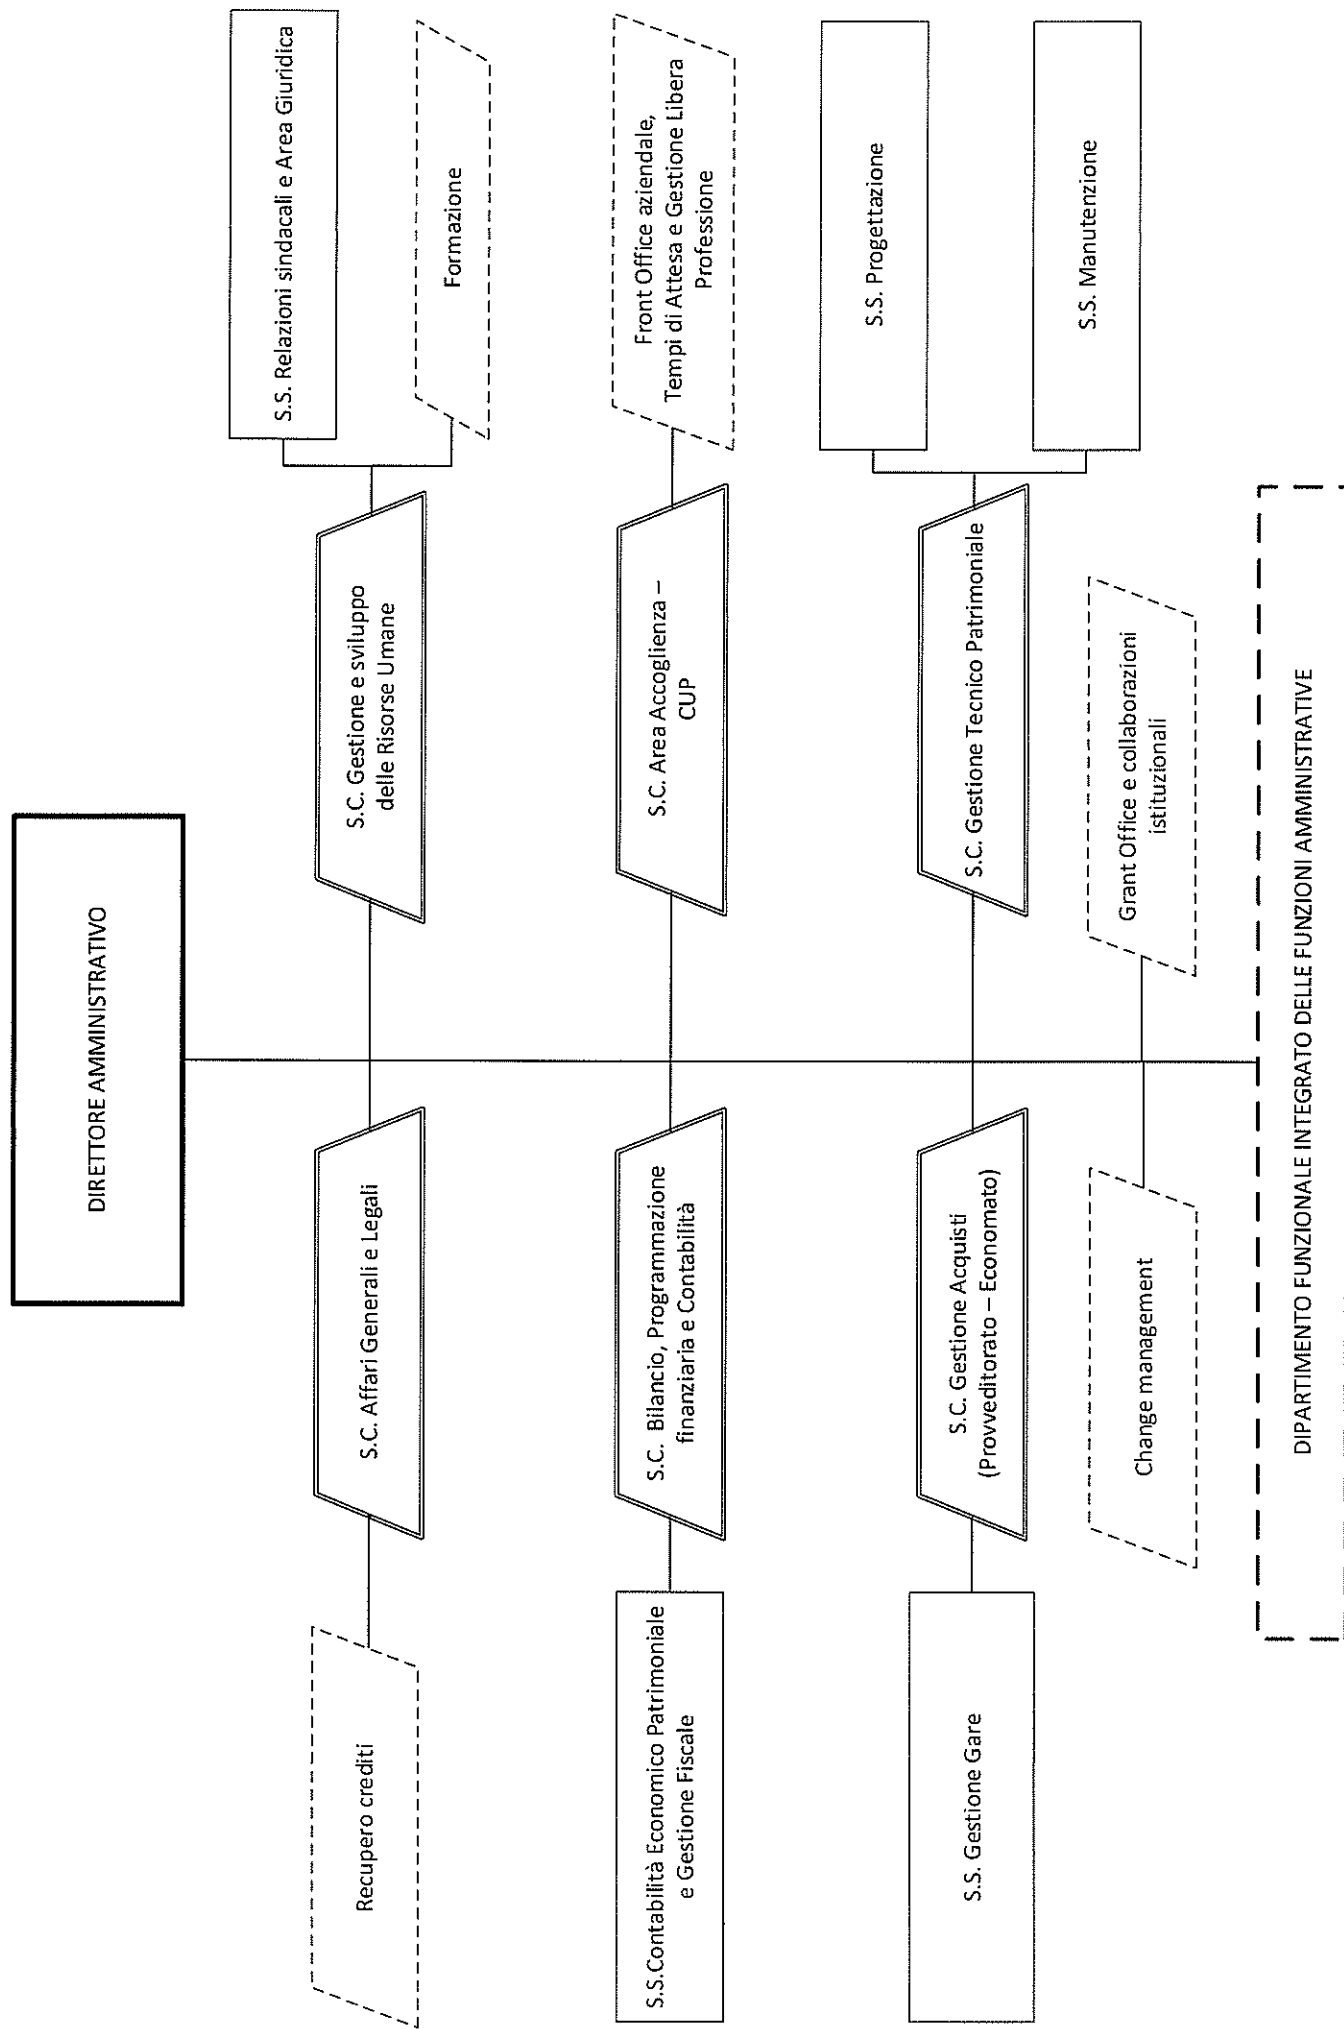 DIRETTORE AMMINISTRATIVO
Recupero crediti
S.C. Affari Generali e Legali
S.C. Gestione e sviluppo
delle Risorse Umane
S.S. Relazioni sindacali e Area Giuridica
Formazione
S.S.Contabilità Economico Patrimoniale
e Gestione Fiscale
S.C. Bilancio, Programmazione
finanziaria e Contabilità
S.C. Area Accoglienza –
CUP
Front Office aziendale,
Tempi di Attesa e Gestione Libera
Professione
S.S. Gestione Gare
S.C. Gestione Acquisti
(Provveditorato – Economato)
S.C. Gestione Tecnico Patrimoniale
S.S. Progettazione
S.S. Manutenzione
Change management
Grant Office e collaborazioni
istituzionali
DIPARTIMENTO FUNZIONALE INTEGRATO DELLE FUNZIONI AMMINISTRATIVE